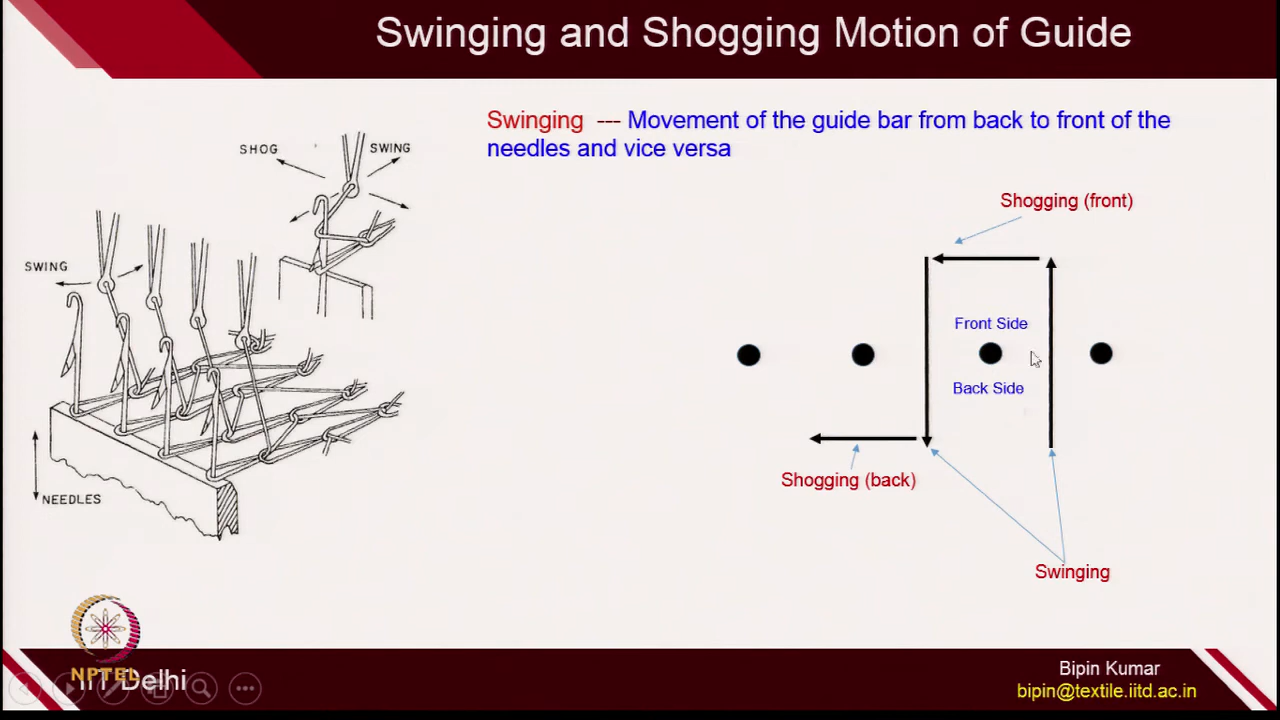 Swinging and Shogging Motion of Guide
Swinging --- Movement of the guide bar from back to front of the
needles and vice versa
SHOG
SWING
SWING
NEEDLES
Shogging (front)
Front Side
Back Side
Shogging (back)
Swinging
NPTEL
IIT Delhi
Bipin Kumar
bipin@textile.iitd.ac.in